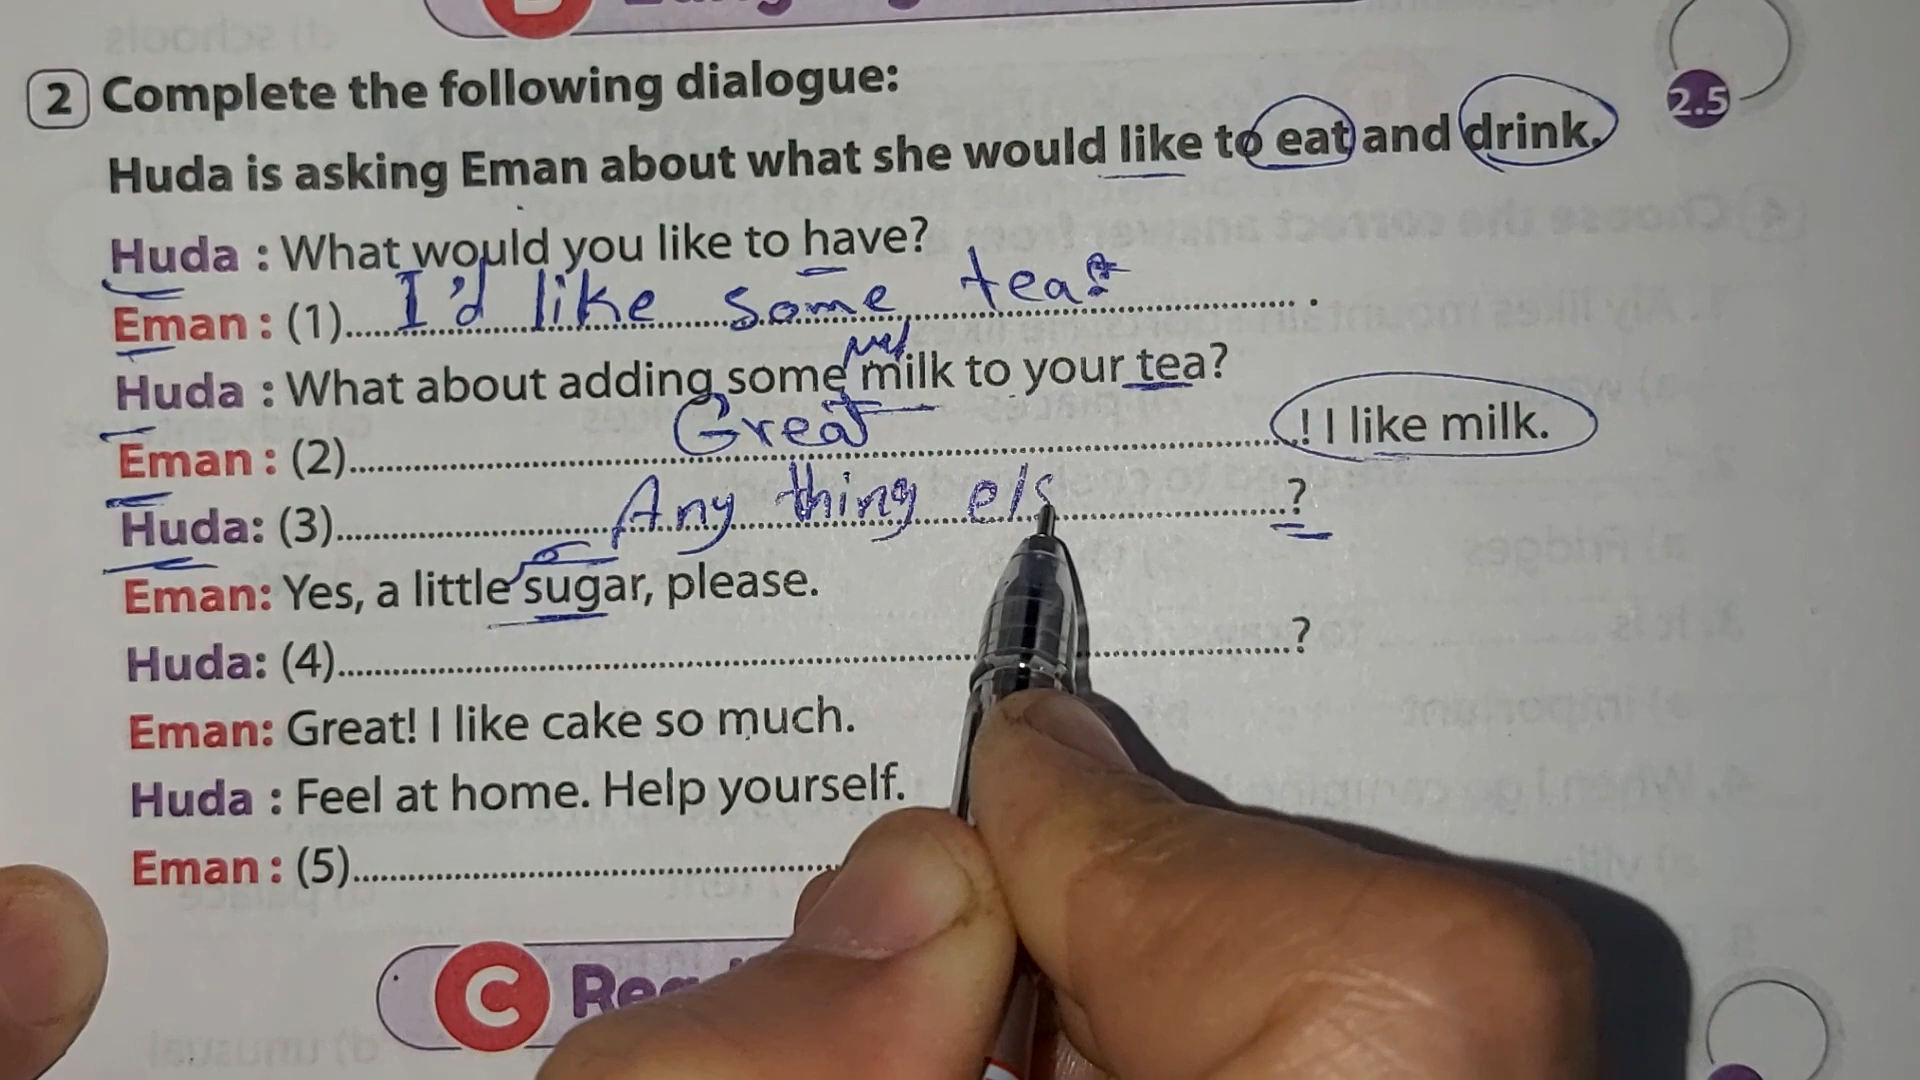 2 Complete the following dialogue:
2.5
Huda is asking Eman about what she would like to eat and drink.
Huda : What would you like to have?
Eman : (1)..... I'd like some tea .....
Huda : What about adding some milk to your tea?
Eman : (2)..... Great .....! I like milk.
Huda: (3)..... Any thing els .....?
Eman: Yes, a little sugar, please.
Huda: (4)..........?
Eman: Great! I like cake so much.
Huda : Feel at home. Help yourself.
Eman : (5)..........
C